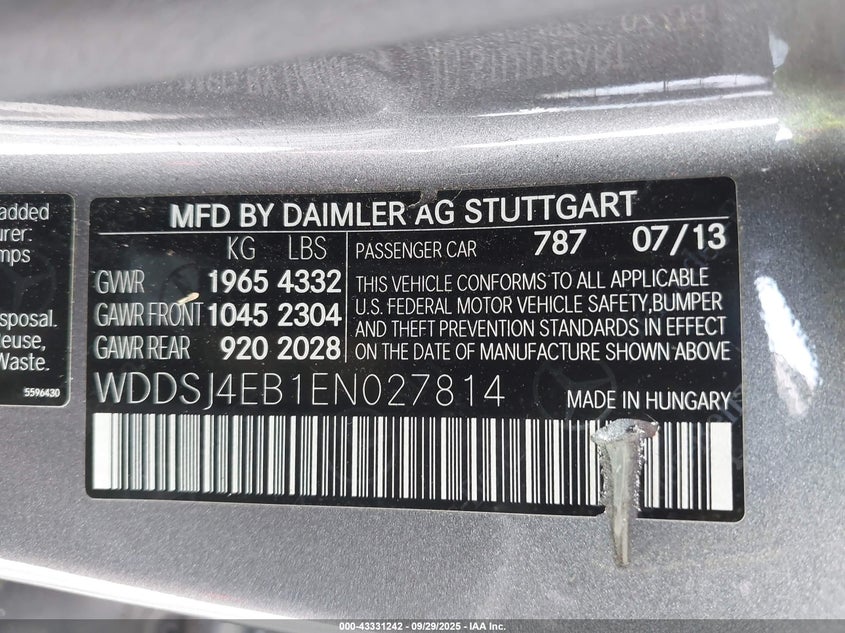 added
urer:
mps
isposal.
Reuse,
Waste.
5596430
MFD BY DAIMLER AG STUTTGART
KG LBS
GVWR 1965 4332
GAWR FRONT 1045 2304
GAWR REAR 920 2028
PASSENGER CAR 787 07/13
THIS VEHICLE CONFORMS TO ALL APPLICABLE
U.S. FEDERAL MOTOR VEHICLE SAFETY, BUMPER
AND THEFT PREVENTION STANDARDS IN EFFECT
ON THE DATE OF MANUFACTURE SHOWN ABOVE
WDDSJ4EB1EN027814
MADE IN HUNGARY
000-43331242 - 09/29/2025 - IAA Inc.